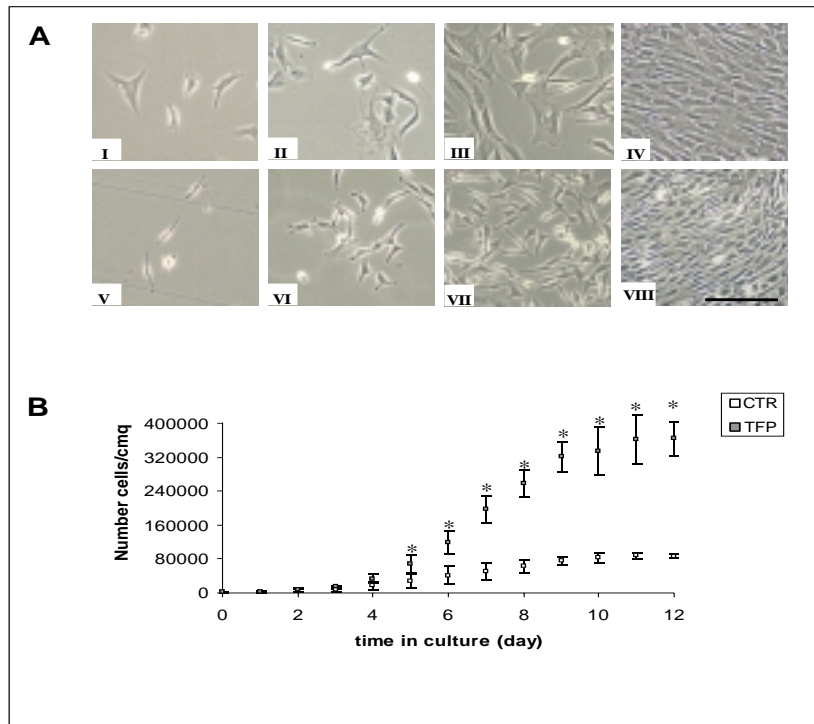 A
I II III IV
V VI VII VIII
B
CTR
TFP
Number cells/cmq
400000
320000
240000
160000
80000
0
* * * * * * * *
0 2 4 6 8 10 12
time in culture (day)